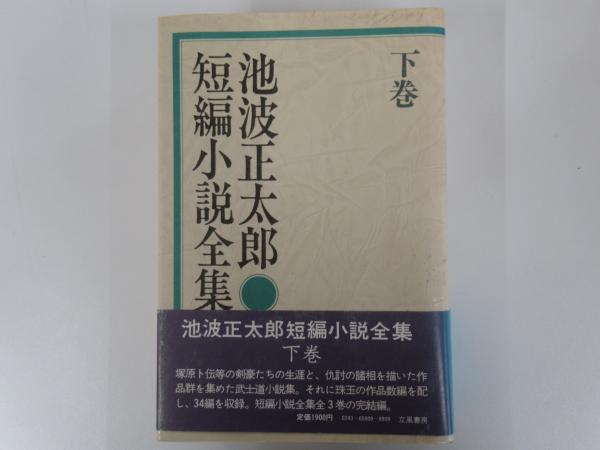 下巻
池波正太郎
短編小説全集
池波正太郎短編小説全集
下巻
塚原卜伝等の剣豪たちの生涯と、仇討の諸相を描いた作
品群を集めた武士道小説集。それに珠玉の作品数編を配
し、34編を収録。短編小説全集全3巻の完結編。
定価1900円 立風書房